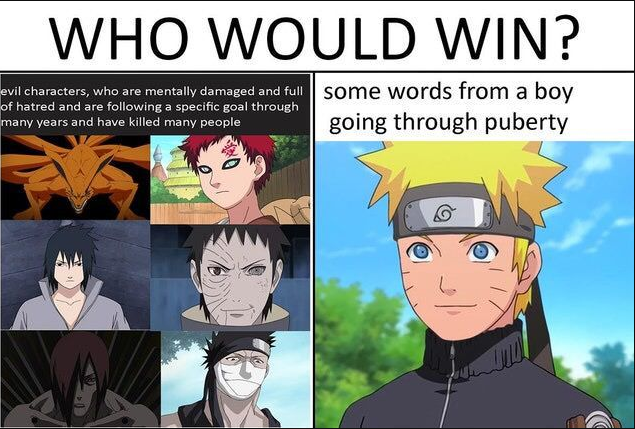 WHO WOULD WIN?
evil characters, who are mentally damaged and full
of hatred and are following a specific goal through
many years and have killed many people
some words from a boy
going through puberty
愛